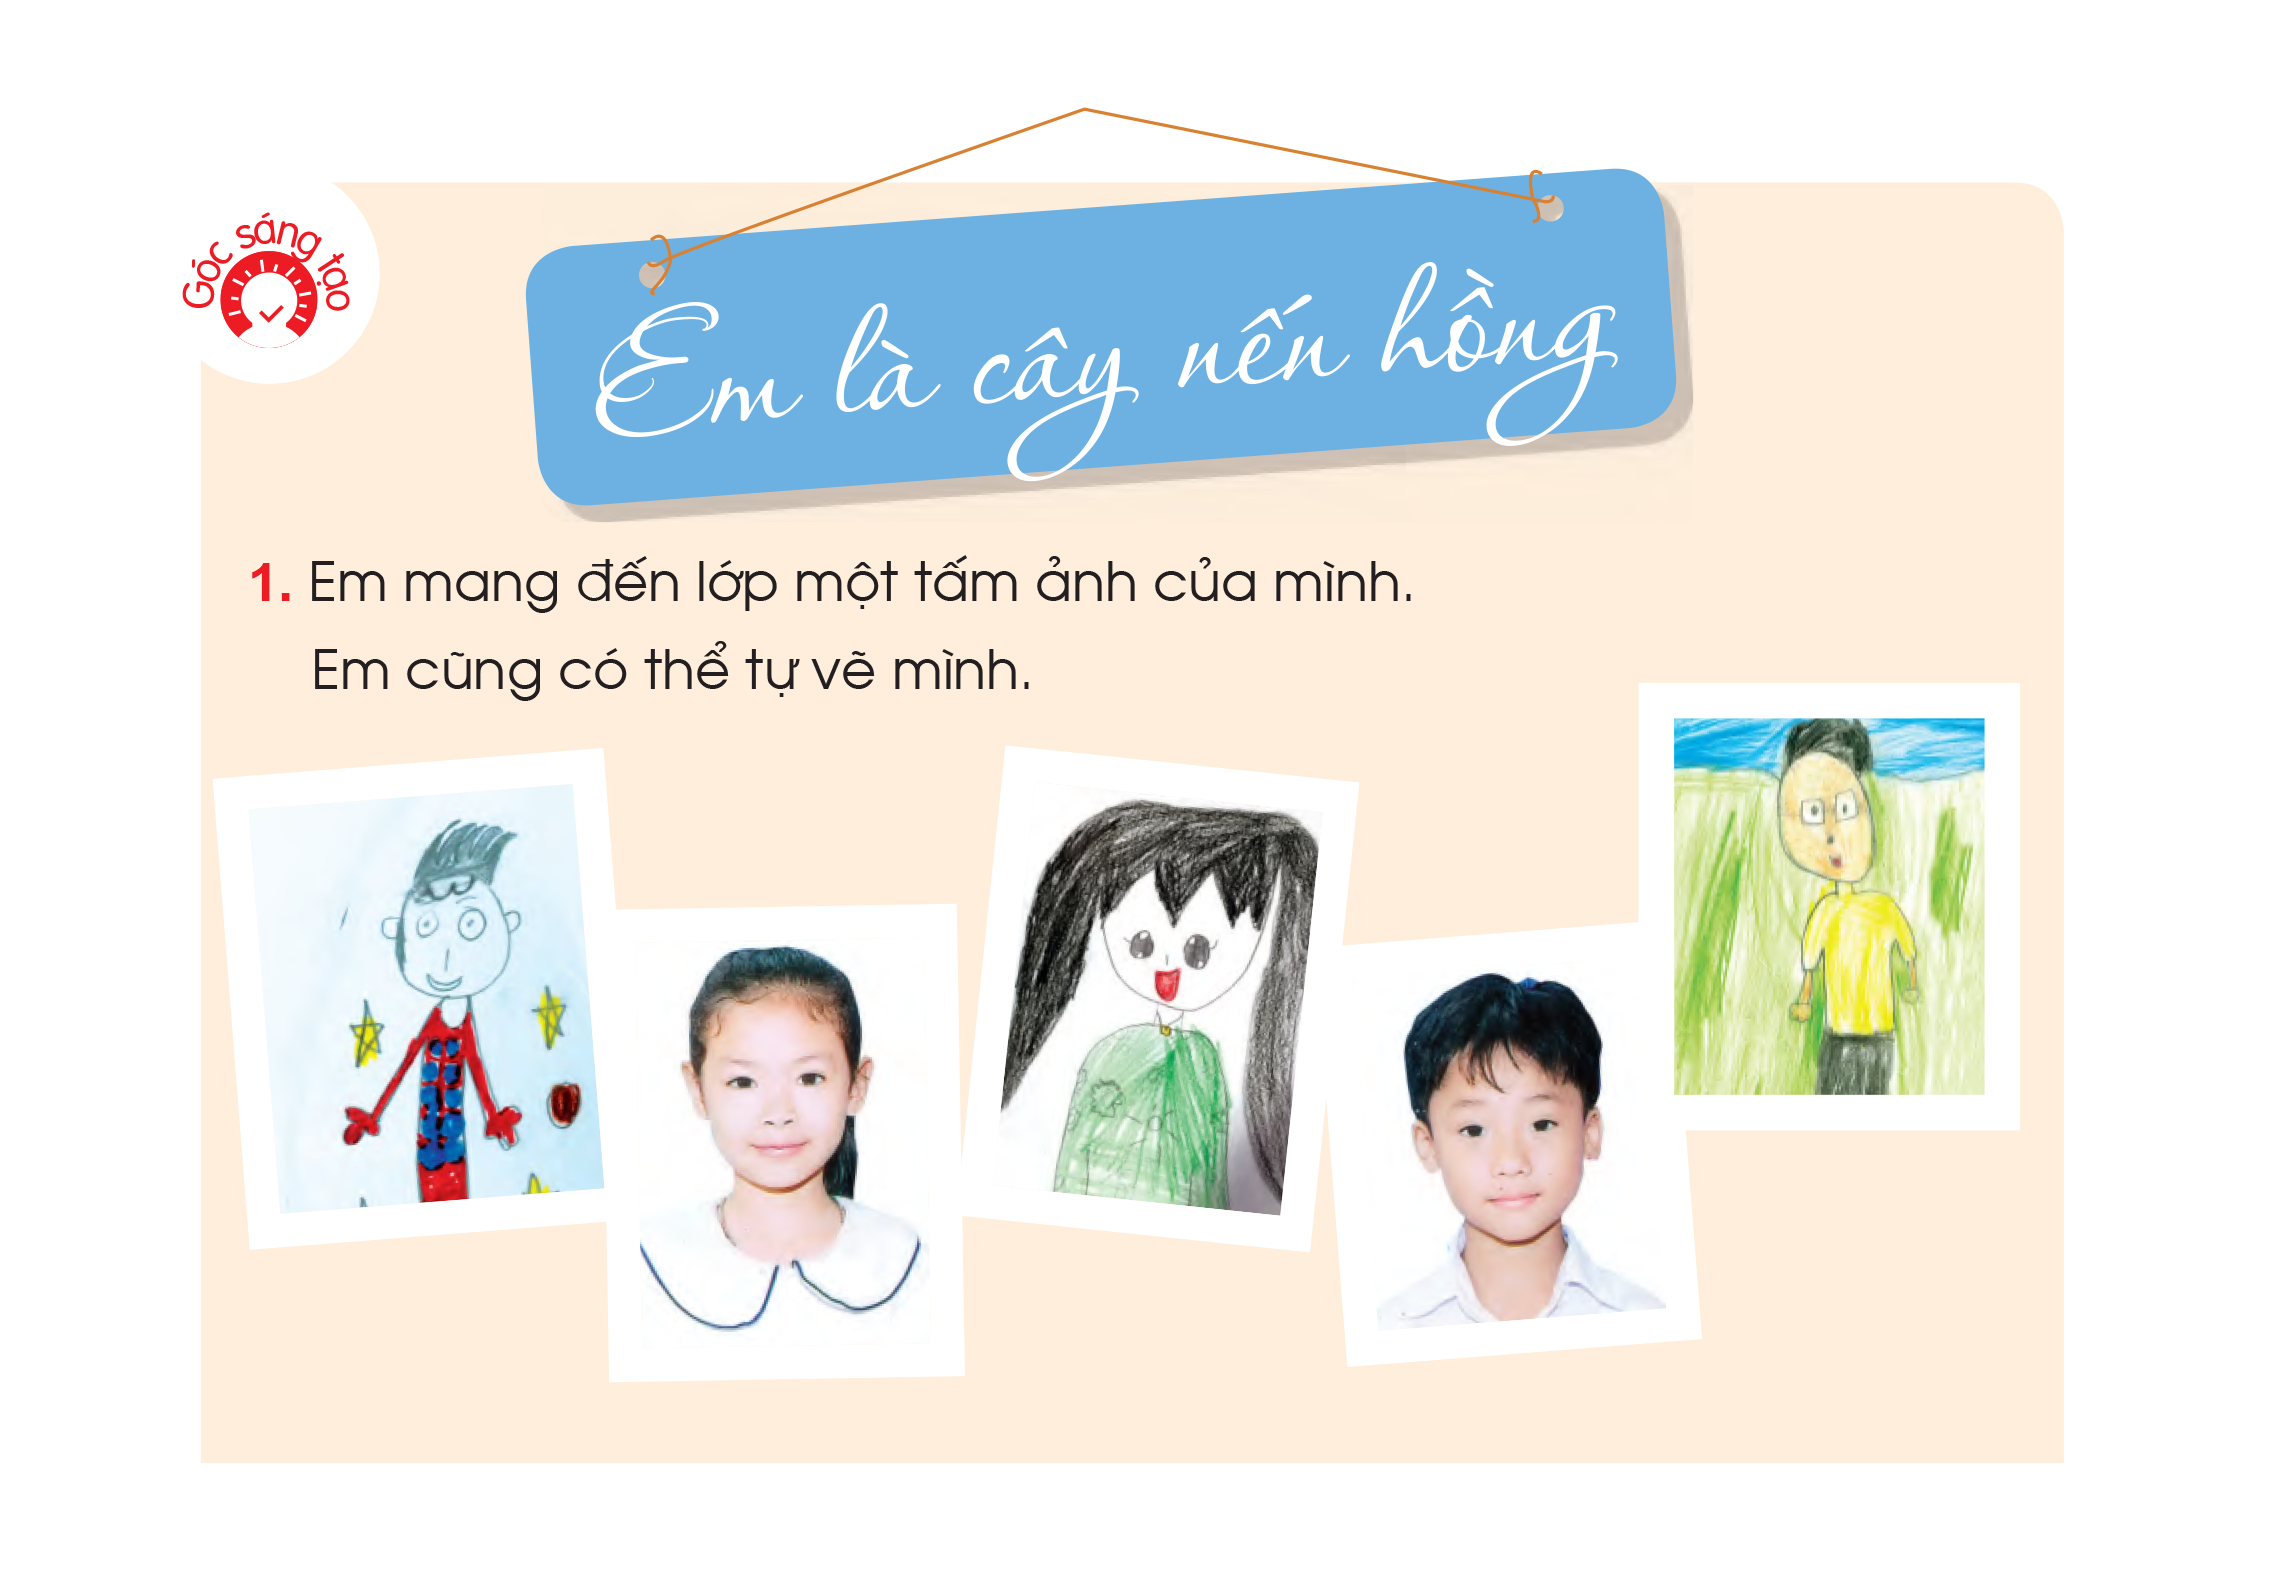 Góc sáng tạo
Em là cây nến hồng
1. Em mang đến lớp một tấm ảnh của mình.
Em cũng có thể tự vẽ mình.